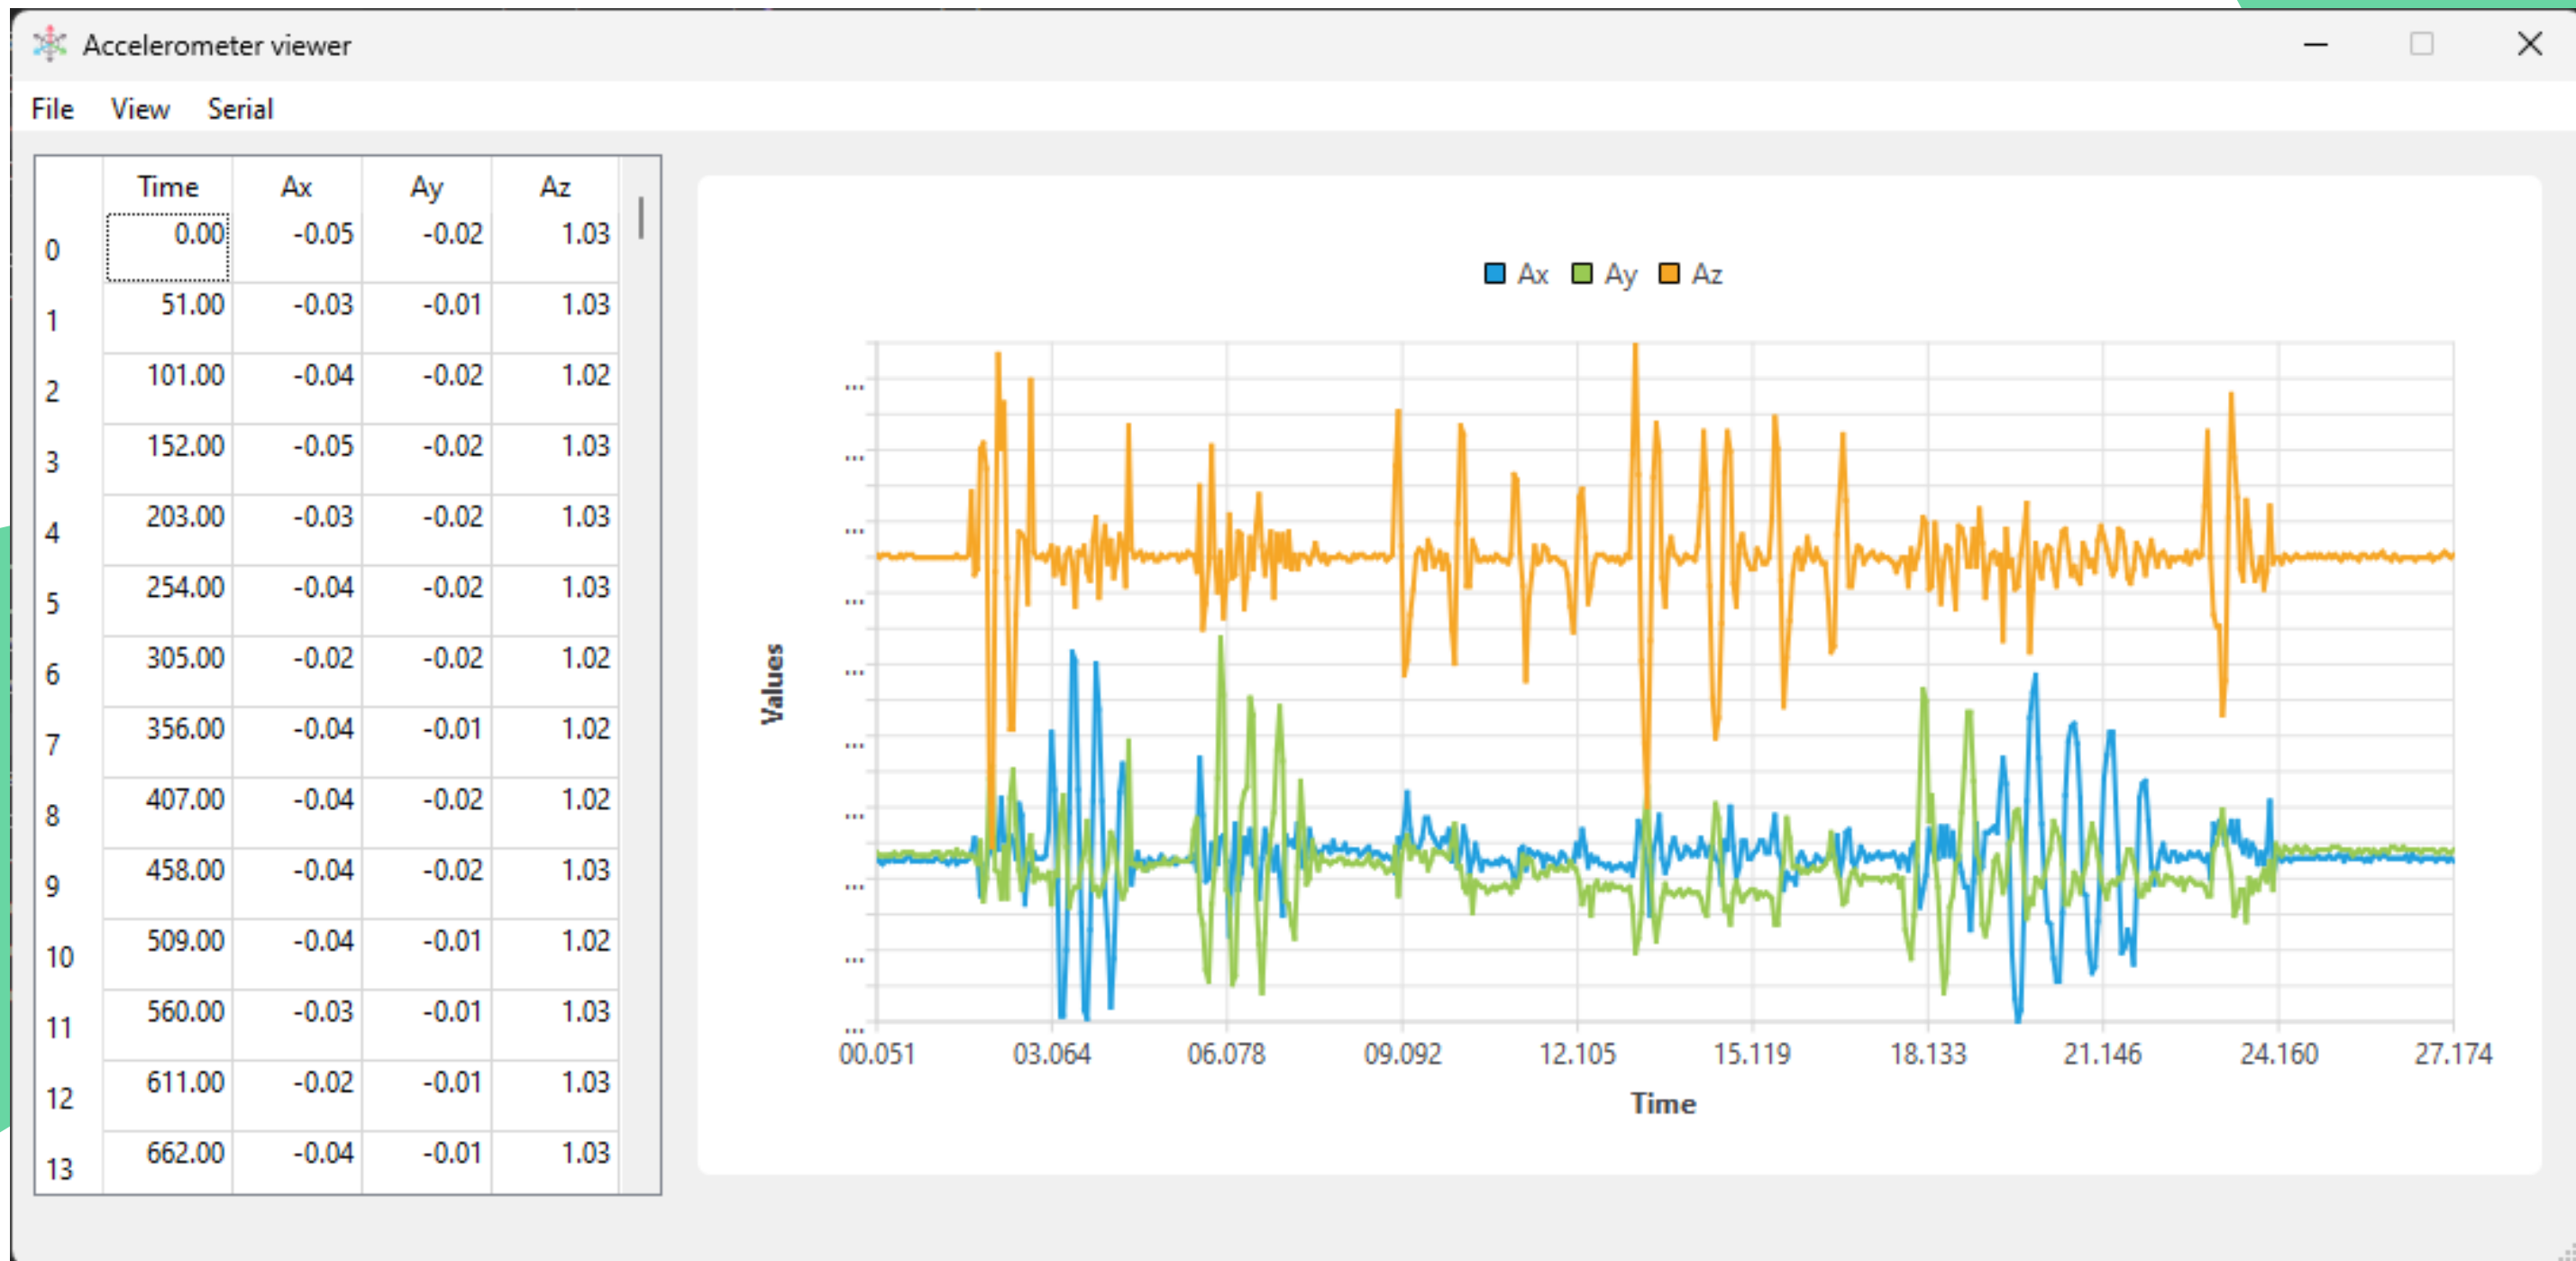 Accelerometer viewer
File View Serial
Time Ax Ay Az
0 0.00 -0.05 -0.02 1.03
1 51.00 -0.03 -0.01 1.03
2 101.00 -0.04 -0.02 1.02
3 152.00 -0.05 -0.02 1.03
4 203.00 -0.03 -0.02 1.03
5 254.00 -0.04 -0.02 1.03
6 305.00 -0.02 -0.02 1.02
7 356.00 -0.04 -0.01 1.02
8 407.00 -0.04 -0.02 1.02
9 458.00 -0.04 -0.02 1.03
10 509.00 -0.04 -0.01 1.02
11 560.00 -0.03 -0.01 1.03
12 611.00 -0.02 -0.01 1.03
13 662.00 -0.04 -0.01 1.03
Ax Ay Az
...
...
...
...
...
...
...
...
...
...
Values
00.051 03.064 06.078 09.092 12.105 15.119 18.133 21.146 24.160 27.174
Time